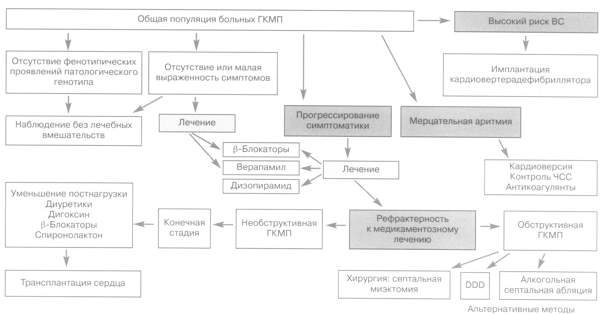 Общая популяция больных ГКМП
Высокий риск ВС
Отсутствие фенотипических
проявлений патологического
генотипа
Отсутствие или малая
выраженность симптомов
Имплантация
кардиовертерадефибриллятора
Наблюдение без лечебных
вмешательств
Лечение
Прогрессирование
симптоматики
Мерцательная аритмия
β-Блокаторы
Верапамил
Дизопирамид
Лечение
Кардиоверсия
Контроль ЧСС
Антикоагулянты
Уменьшение постнагрузки
Диуретики
Дигоксин
β-Блокаторы
Спиронолактон
Конечная
стадия
Необструктивная
ГКМП
Рефрактерность
к медикаментозному
лечению
Обструктивная
ГКМП
Трансплантация сердца
Хирургия: септальная
миэктомия
DDD
Алкогольная
септальная абляция
Альтернативные методы